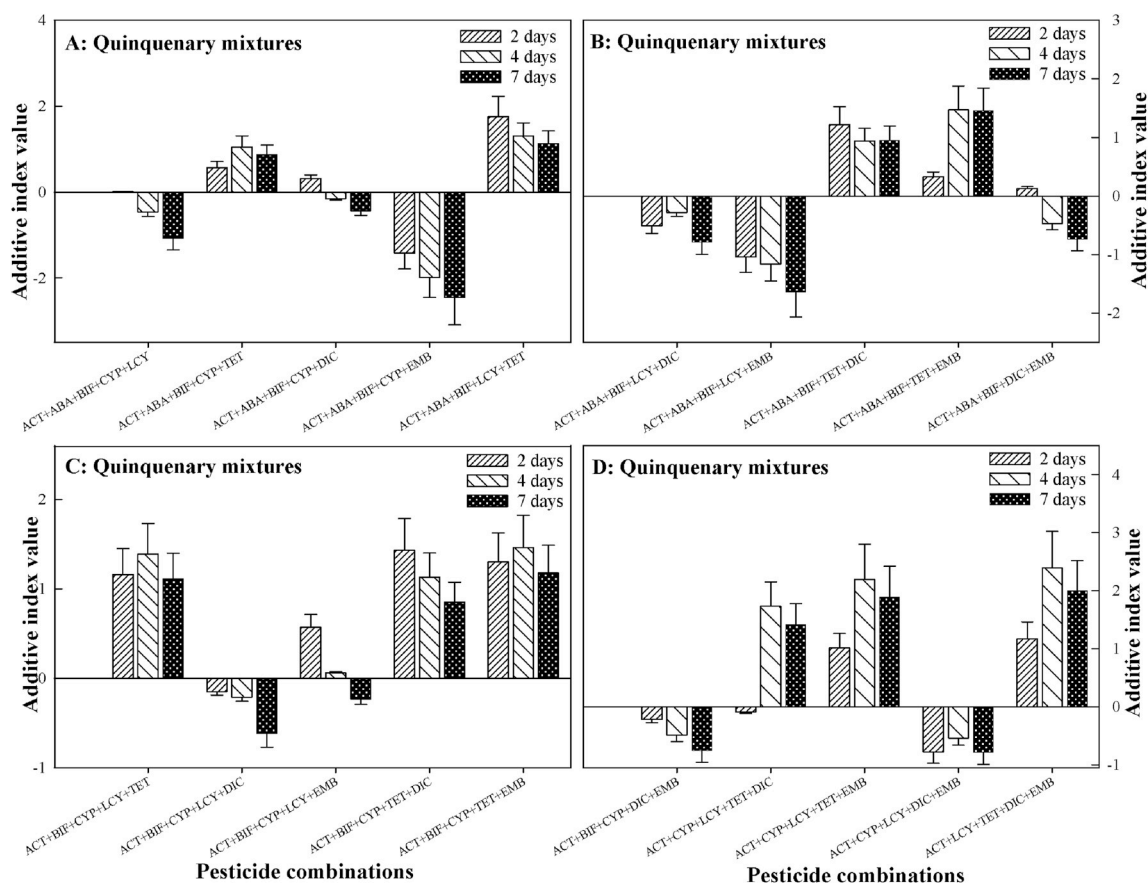 A: Quinquenary mixtures
2 days
4 days
7 days
4
2
0
-2
Additive index value
ACT+ABA+BIF+CYP+LCY
ACT+ABA+BIF+CYP+TET
ACT+ABA+BIF+CYP+DIC
ACT+ABA+BIF+CYP+EMB
ACT+ABA+BIF+LCY+TET
B: Quinquenary mixtures
2 days
4 days
7 days
3
2
1
0
-1
-2
Additive index value
ACT+ABA+BIF+LCY+DIC
ACT+ABA+BIF+LCY+EMB
ACT+ABA+BIF+TET+DIC
ACT+ABA+BIF+TET+EMB
ACT+ABA+BIF+DIC+EMB
C: Quinquenary mixtures
2 days
4 days
7 days
2
1
0
-1
Additive index value
ACT+BIF+CYP+LCY+TET
ACT+BIF+CYP+LCY+DIC
ACT+BIF+CYP+LCY+EMB
ACT+BIF+CYP+TET+DIC
ACT+BIF+CYP+TET+EMB
Pesticide combinations
D: Quinquenary mixtures
2 days
4 days
7 days
4
3
2
1
0
-1
Additive index value
ACT+BIF+CYP+DIC+EMB
ACT+CYP+LCY+TET+DIC
ACT+CYP+LCY+TET+EMB
ACT+CYP+LCY+DIC+EMB
ACT+LCY+TET+DIC+EMB
Pesticide combinations